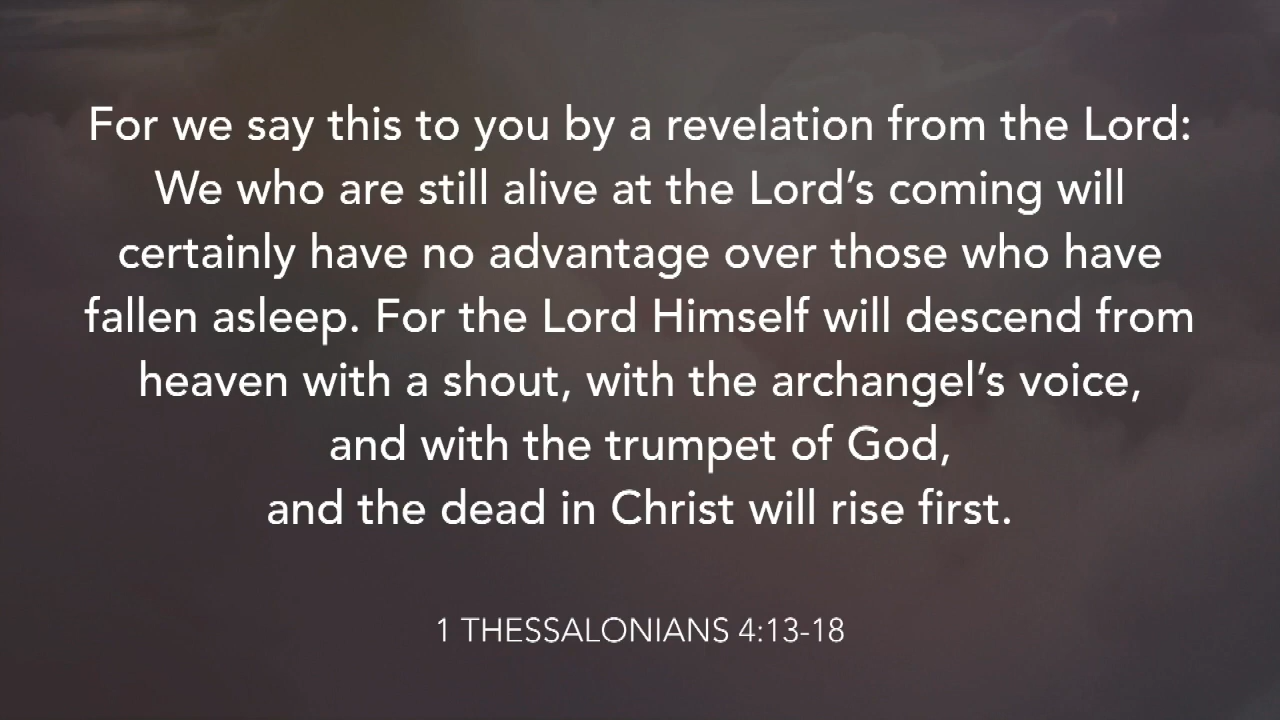 For we say this to you by a revelation from the Lord:
We who are still alive at the Lord’s coming will
certainly have no advantage over those who have
fallen asleep. For the Lord Himself will descend from
heaven with a shout, with the archangel’s voice,
and with the trumpet of God,
and the dead in Christ will rise first.
1 THESSALONIANS 4:13-18